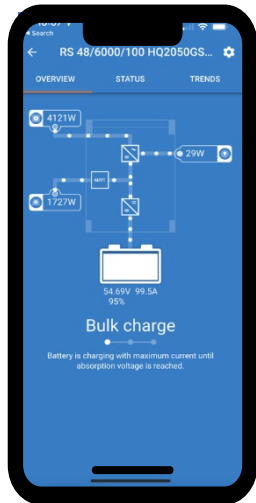 Search
RS 48/6000/100 HQ2050GS...
OVERVIEW STATUS TRENDS
4121W
29W
MPPT
1727W
54.69V 99.5A
95%
Bulk charge
Battery is charging with maximum current until
absorption voltage is reached.